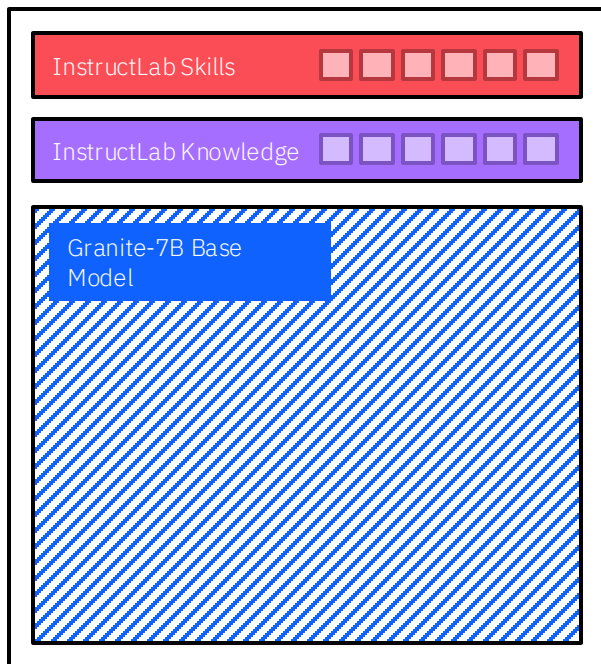 InstructLab Skills
InstructLab Knowledge
Granite-7B Base
Model